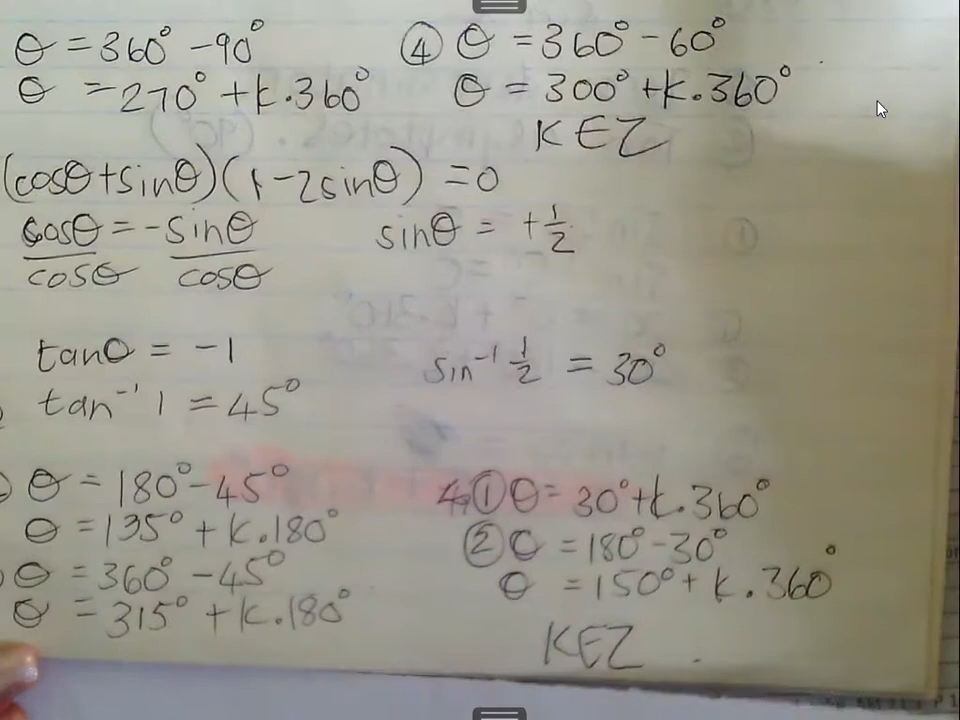 θ = 360° - 90° ④ θ = 360° - 60°
θ = 270° + k.360° θ = 300° + k.360°
KEZ
(cosθ + sinθ)(1 - 2sinθ) = 0
cosθ/cosθ = -sinθ/cosθ sinθ = +1/2
tanθ = -1 sin⁻¹ 1/2 = 30°
tan⁻¹ 1 = 45°
θ = 180° - 45° ① θ = 30° + k.360°
θ = 135° + k.180° ② θ = 180° - 30°
θ = 360° - 45° θ = 150° + k.360°
θ = 315° + k.180°
KEZ